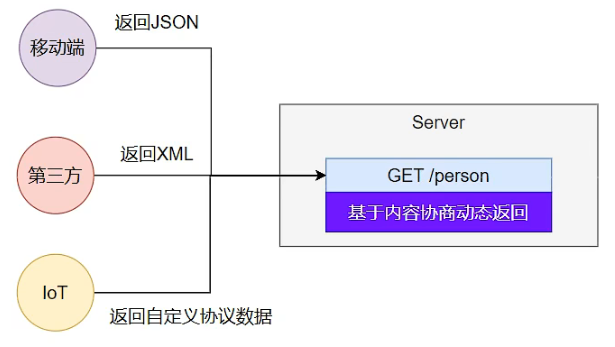 返回JSON
移动端
Server
返回XML
第三方
GET /person
基于内容协商动态返回
IoT
返回自定义协议数据